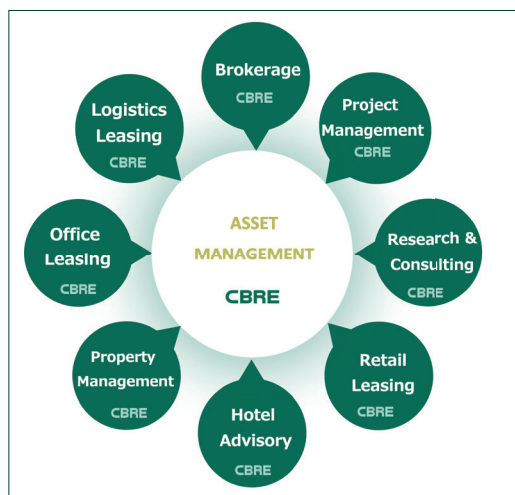 Brokerage
CBRE
Project
Management
CBRE
Research &
Consulting
CBRE
Retail
Leasing
CBRE
Hotel
Advisory
CBRE
Property
Management
CBRE
Office
Leasing
CBRE
Logistics
Leasing
CBRE
ASSET
MANAGEMENT
CBRE